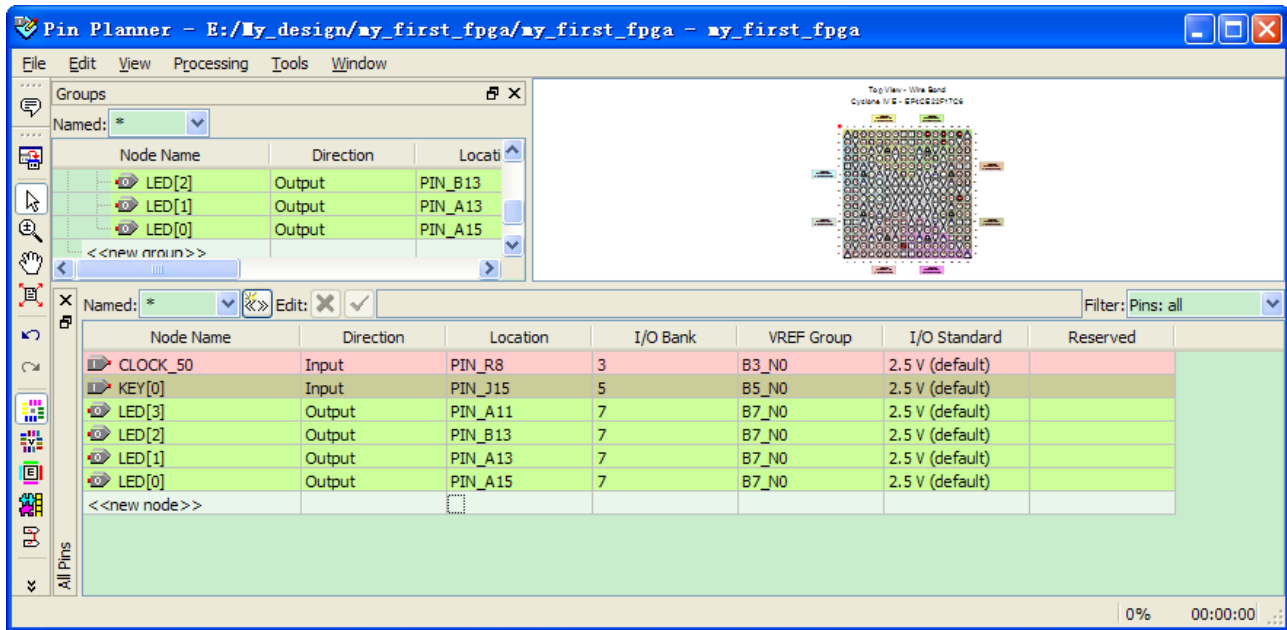 Pin Planner - E:/My_design/my_first_fpga/my_first_fpga - my_first_fpga
File Edit View Processing Tools Window
Groups
Named: *
Node Name Direction Locati
LED[2] Output PIN_B13
LED[1] Output PIN_A13
LED[0] Output PIN_A15
<<new group>>
Top View - Wire Bond
Cyclone IV E - EP4CE22F17C6
Named: * «» Edit: Filter: Pins: all
Node Name Direction Location I/O Bank VREF Group I/O Standard Reserved
CLOCK_50 Input PIN_R8 3 B3_N0 2.5 V (default)
KEY[0] Input PIN_J15 5 B5_N0 2.5 V (default)
LED[3] Output PIN_A11 7 B7_N0 2.5 V (default)
LED[2] Output PIN_B13 7 B7_N0 2.5 V (default)
LED[1] Output PIN_A13 7 B7_N0 2.5 V (default)
LED[0] Output PIN_A15 7 B7_N0 2.5 V (default)
<<new node>>
All Pins
0% 00:00:00